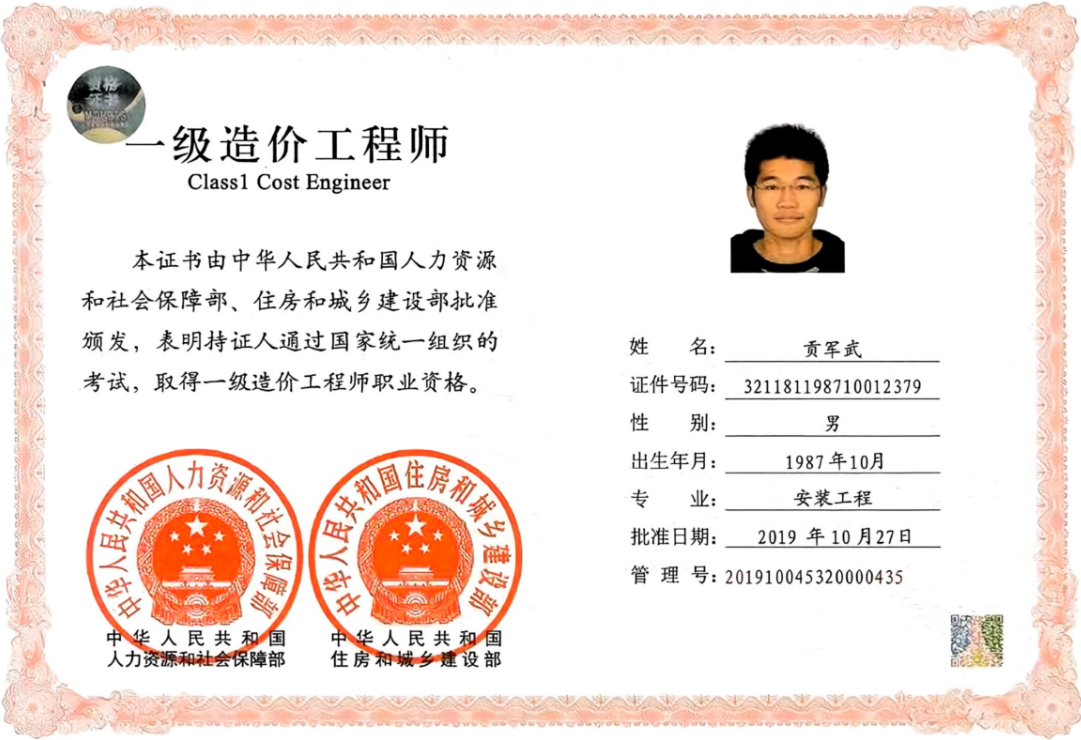 资格
证书
MOHRSS
一级造价工程师
Class1 Cost Engineer
本证书由中华人民共和国人力资源
和社会保障部、住房和城乡建设部批准
颁发，表明持证人通过国家统一组织的
考试，取得一级造价工程师职业资格。
中华人民共和国人力资源和社会保障部
中华人民共和国住房和城乡建设部
中华人民共和国
人力资源和社会保障部
中华人民共和国
住房和城乡建设部
姓 名： 贡军武
证件号码： 321181198710012379
性 别： 男
出生年月： 1987年10月
专 业： 安装工程
批准日期： 2019 年 10 月 27 日
管 理 号： 201910045320000435